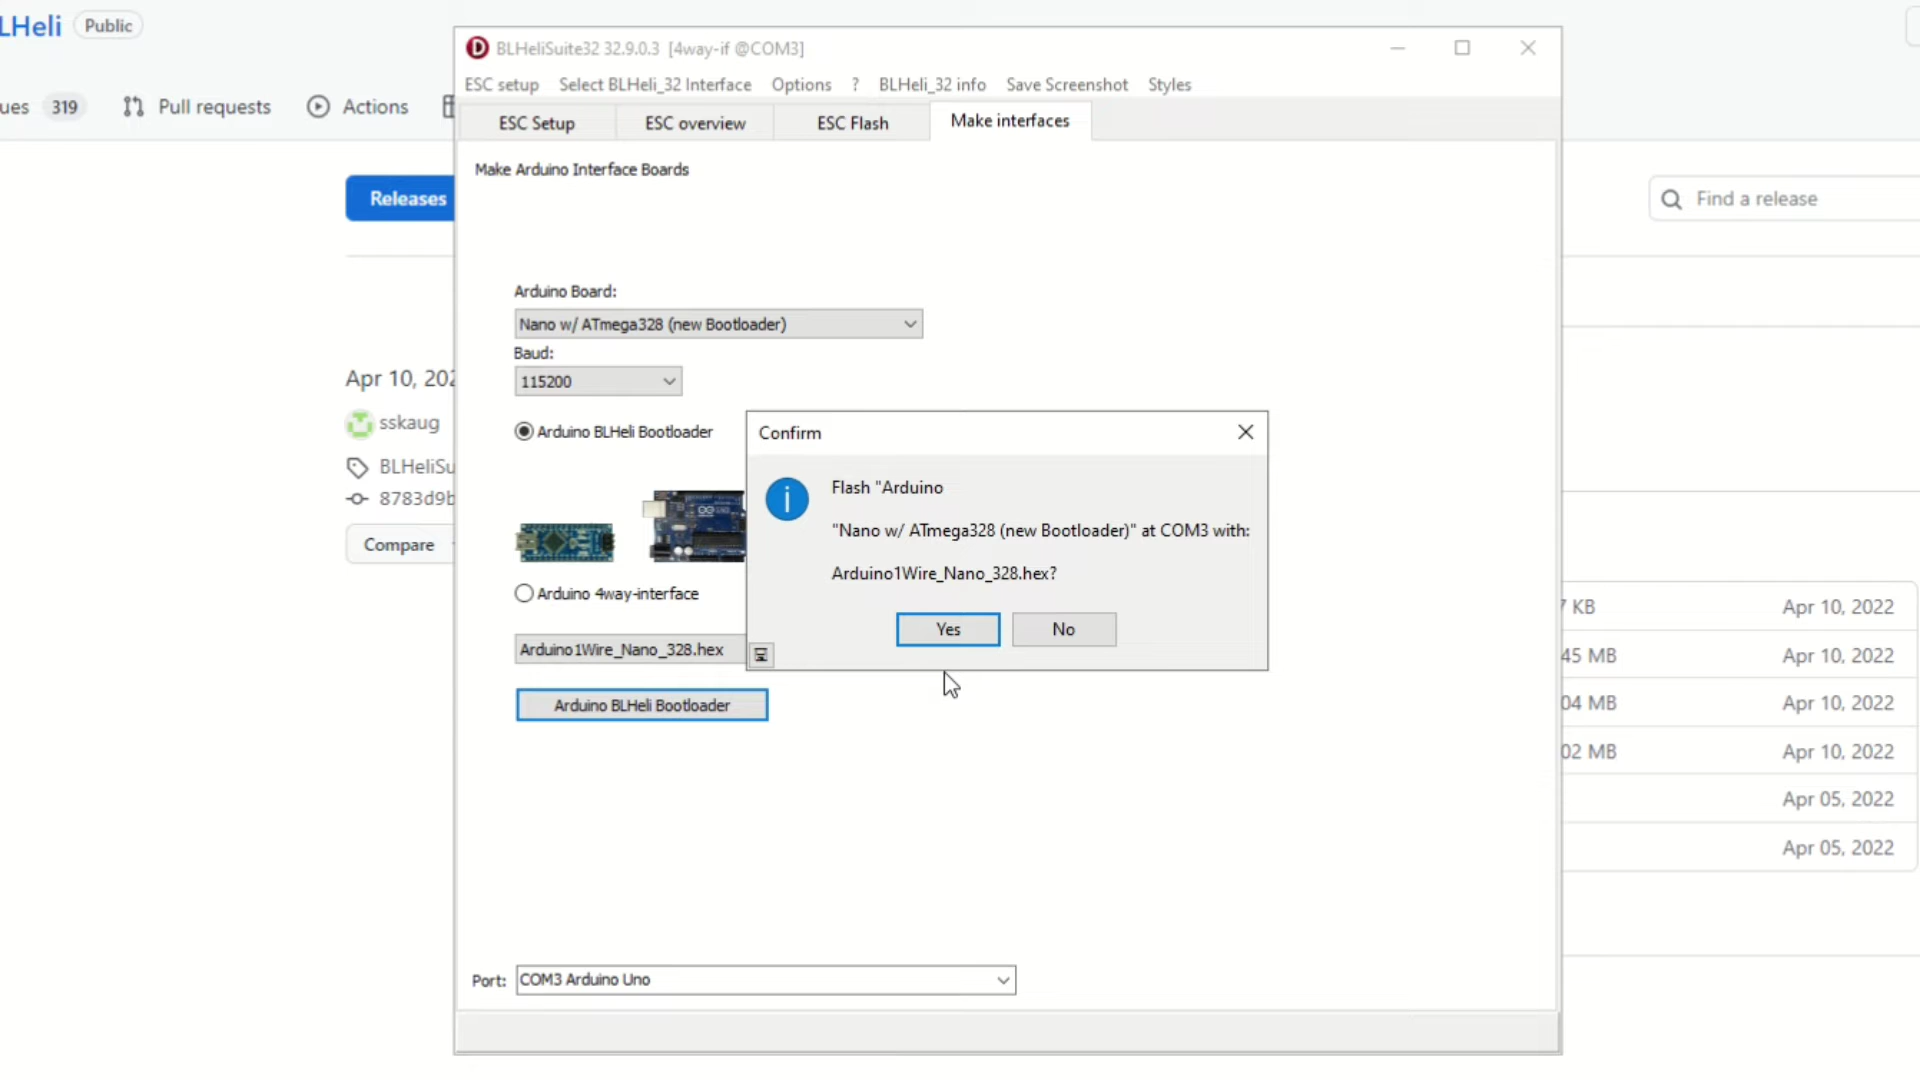 LHeli Public
BLHeliSuite32 32.9.0.3 [4way-if @COM3]
ESC setup Select BLHeli_32 Interface Options ? BLHeli_32 info Save Screenshot Styles
ues 319 Pull requests Actions
ESC Setup ESC overview ESC Flash Make interfaces
Make Arduino Interface Boards
Releases
Find a release
Arduino Board:
Nano w/ ATmega328 (new Bootloader)
Baud:
115200
Apr 10, 202
sskaug
BLHeliSu
8783d9b
Compare
Arduino BLHeli Bootloader
Confirm
Flash "Arduino
"Nano w/ ATmega328 (new Bootloader)" at COM3 with:
Arduino1Wire_Nano_328.hex?
Yes No
Arduino 4way-interface
Arduino1Wire_Nano_328.hex
Arduino BLHeli Bootloader
7 KB Apr 10, 2022
45 MB Apr 10, 2022
04 MB Apr 10, 2022
02 MB Apr 10, 2022
Apr 05, 2022
Apr 05, 2022
Port: COM3 Arduino Uno